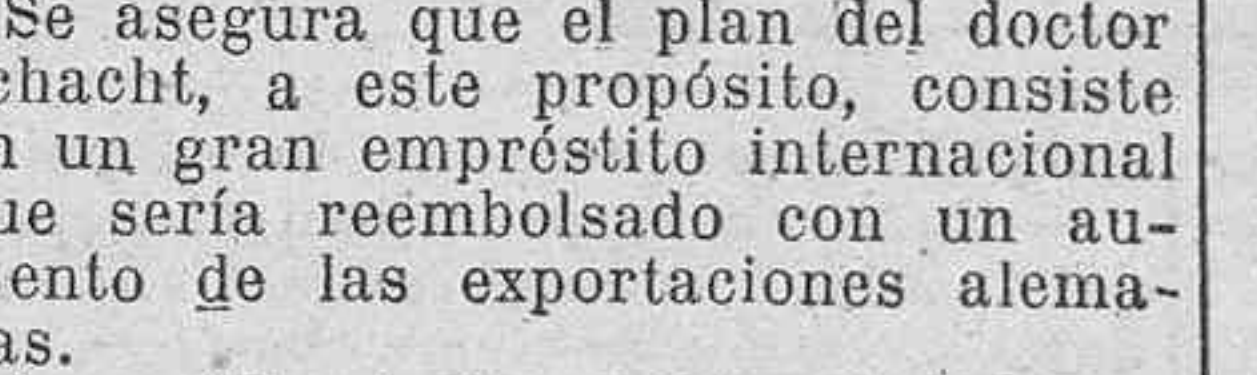 Se asegura que el plan del doctor
chacht, a este propósito, consiste
n un gran empréstito internacional
ue sería reembolsado con un au-
ento de las exportaciones alema-
as.